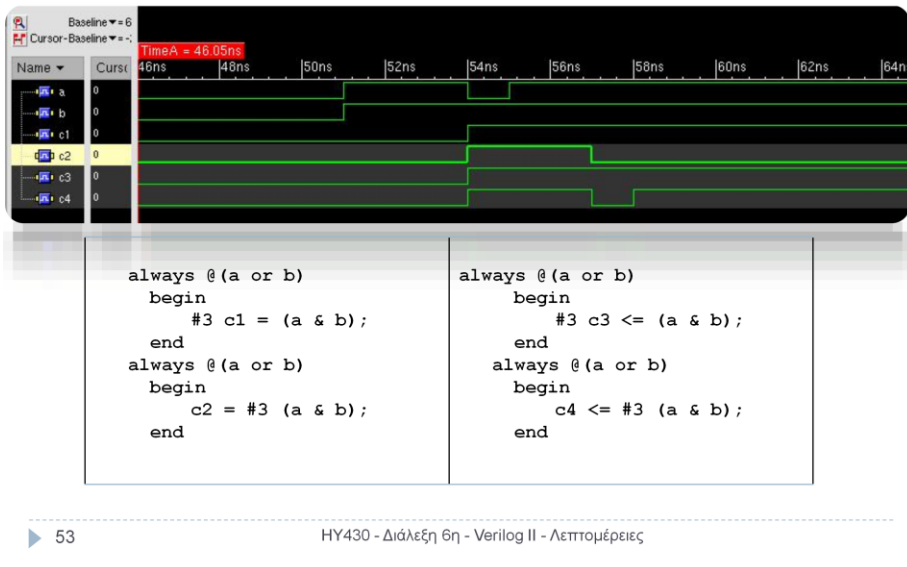 Baseline ▾ = 6
Cursor-Baseline ▾ = -
TimeA = 46.05ns
Name ▾ Curs 46ns 48ns 50ns 52ns 54ns 56ns 58ns 60ns 62ns 64n
a 0
b 0
c1 0
c2 0
c3 0
c4 0
always @(a or b)
begin
#3 c1 = (a & b);
end
always @(a or b)
begin
c2 = #3 (a & b);
end
always @(a or b)
begin
#3 c3 <= (a & b);
end
always @(a or b)
begin
c4 <= #3 (a & b);
end
53
ΗΥ430 - Διάλεξη 6η - Verilog II - Λεπτομέρειες